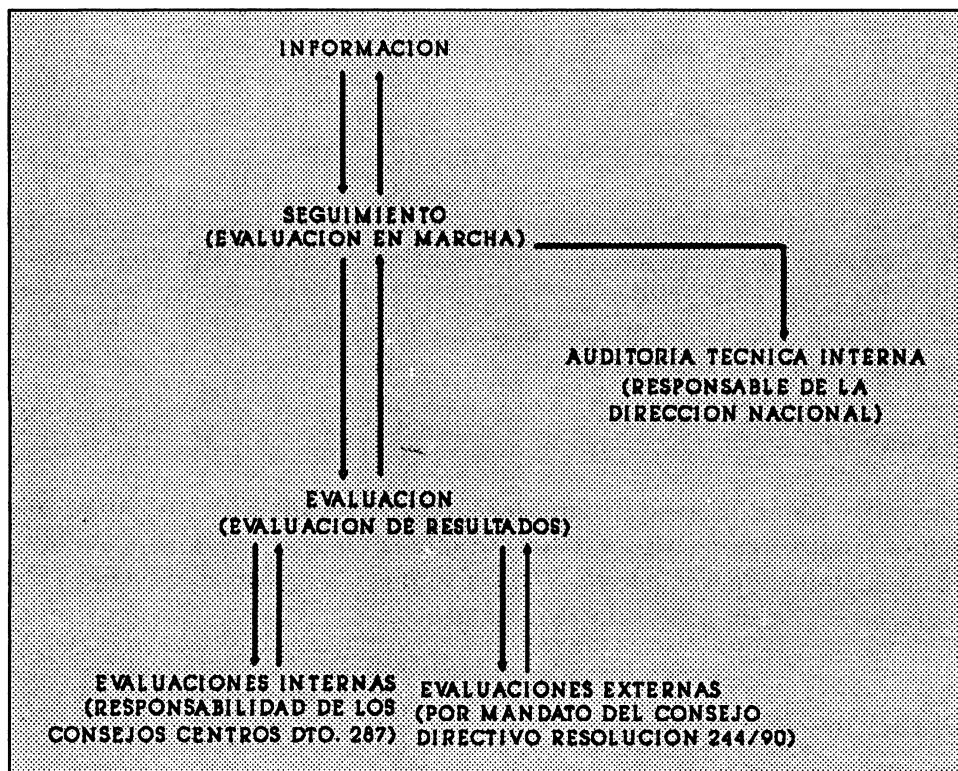 INFORMACION
SEGUIMIENTO
(EVALUACION EN MARCHA)
AUDITORIA TECNICA INTERNA
(RESPONSABLE DE LA
DIRECCION NACIONAL)
EVALUACION
(EVALUACION DE RESULTADOS)
EVALUACIONES INTERNAS
(RESPONSABILIDAD DE LOS
CONSEJOS CENTROS DTO. 287)
EVALUACIONES EXTERNAS
(POR MANDATO DEL CONSEJO
DIRECTIVO RESOLUCION 244/90)